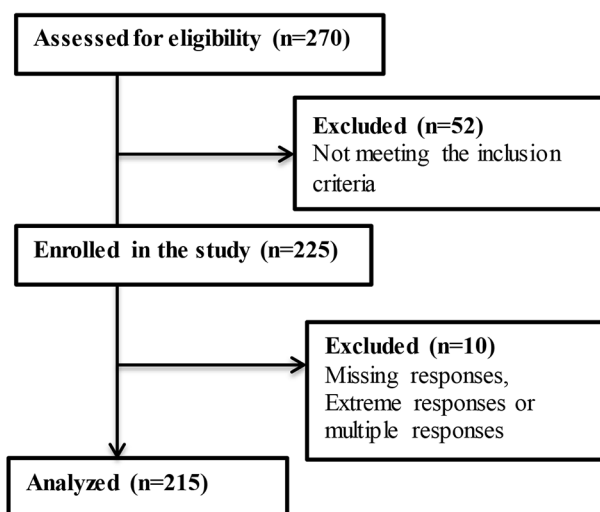 Assessed for eligibility (n=270)
Excluded (n=52)
Not meeting the inclusion
criteria
Enrolled in the study (n=225)
Excluded (n=10)
Missing responses,
Extreme responses or
multiple responses
Analyzed (n=215)